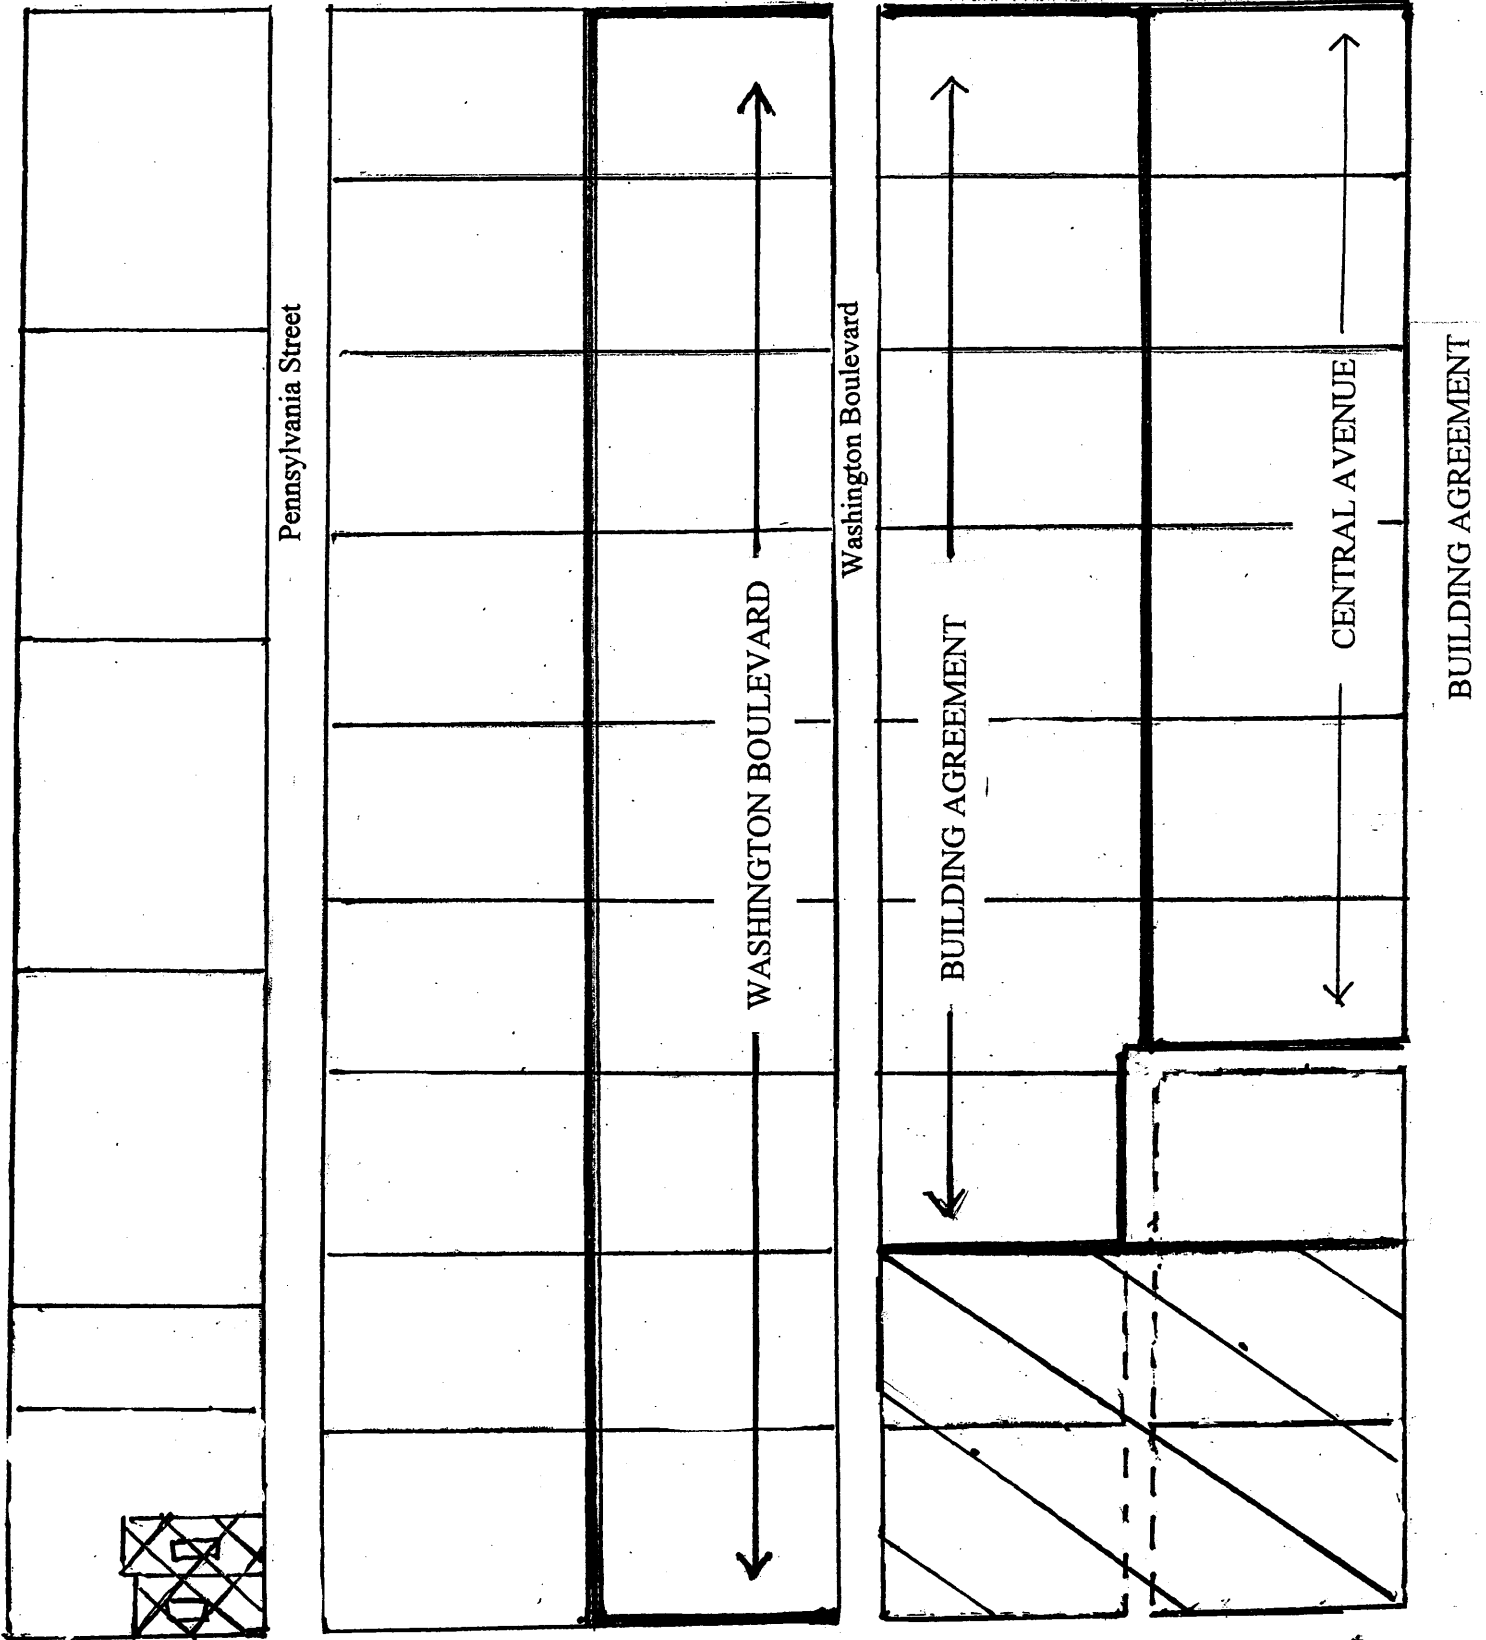 Pennsylvania Street
WASHINGTON BOULEVARD
Washington Boulevard
BUILDING AGREEMENT
CENTRAL AVENUE
BUILDING AGREEMENT